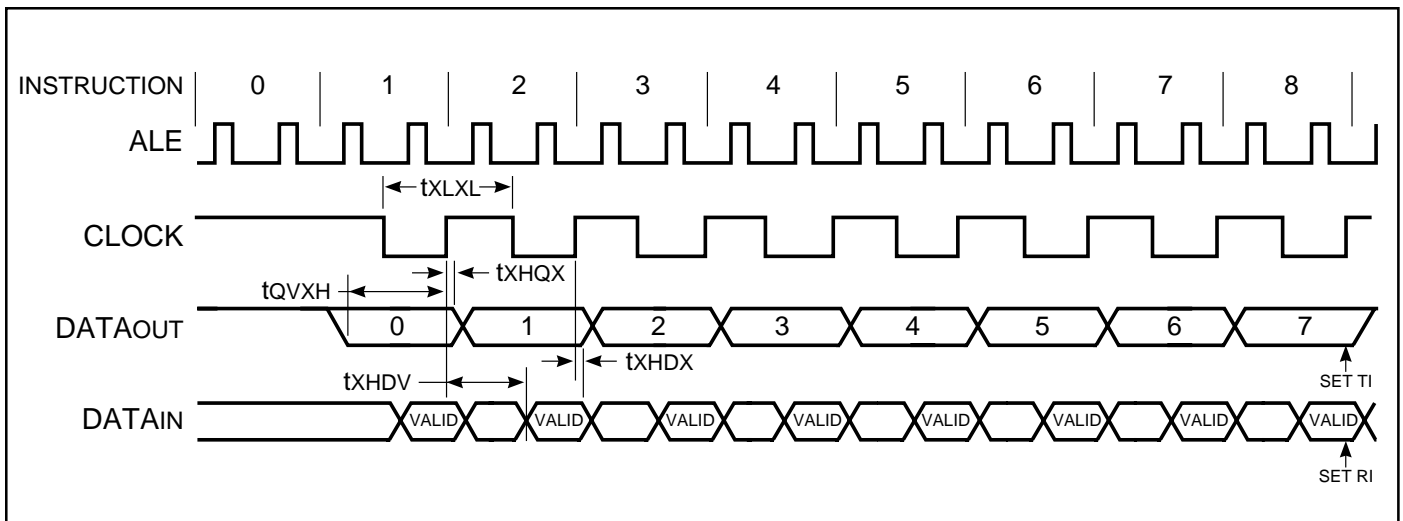 INSTRUCTION 0 1 2 3 4 5 6 7 8
ALE
tXLXL
CLOCK
tXHQX
tQVXH
DATAOUT 0 1 2 3 4 5 6 7
tXHDX
tXHDV
SET TI
DATAIN VALID VALID VALID VALID VALID VALID VALID VALID
SET RI